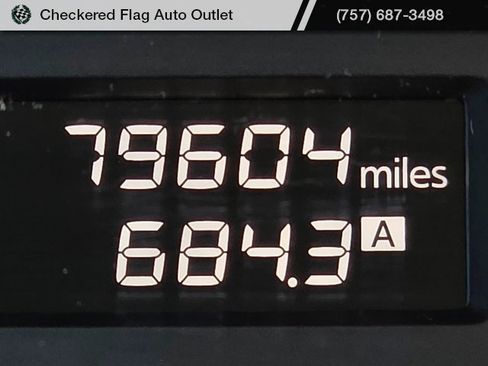 Checkered Flag Auto Outlet (757) 687-3498
79604 miles
684.3 A